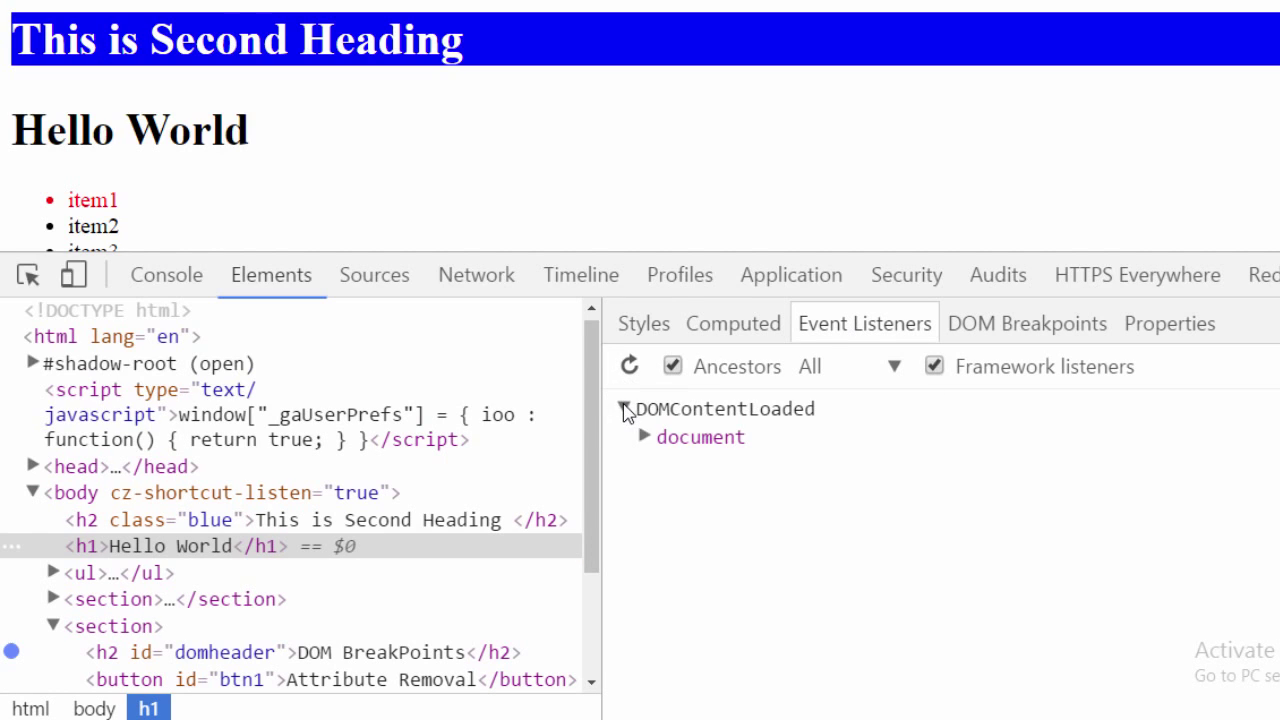 This is Second Heading
Hello World
item1
item2
Console Elements Sources Network Timeline Profiles Application Security Audits HTTPS Everywhere Red
<!DOCTYPE html>
<html lang="en">
#shadow-root (open)
<script type="text/
javascript">window["_gaUserPrefs"] = { ioo :
function() { return true; } }</script>
<head>…</head>
<body cz-shortcut-listen="true">
<h2 class="blue">This is Second Heading </h2>
... <h1>Hello World</h1> == $0
<ul>…</ul>
<section>…</section>
<section>
<h2 id="domheader">DOM BreakPoints</h2>
<button id="btn1">Attribute Removal</button>
html body h1
Styles Computed Event Listeners DOM Breakpoints Properties
Ancestors All Framework listeners
DOMContentLoaded
document
Activate
Go to PC se